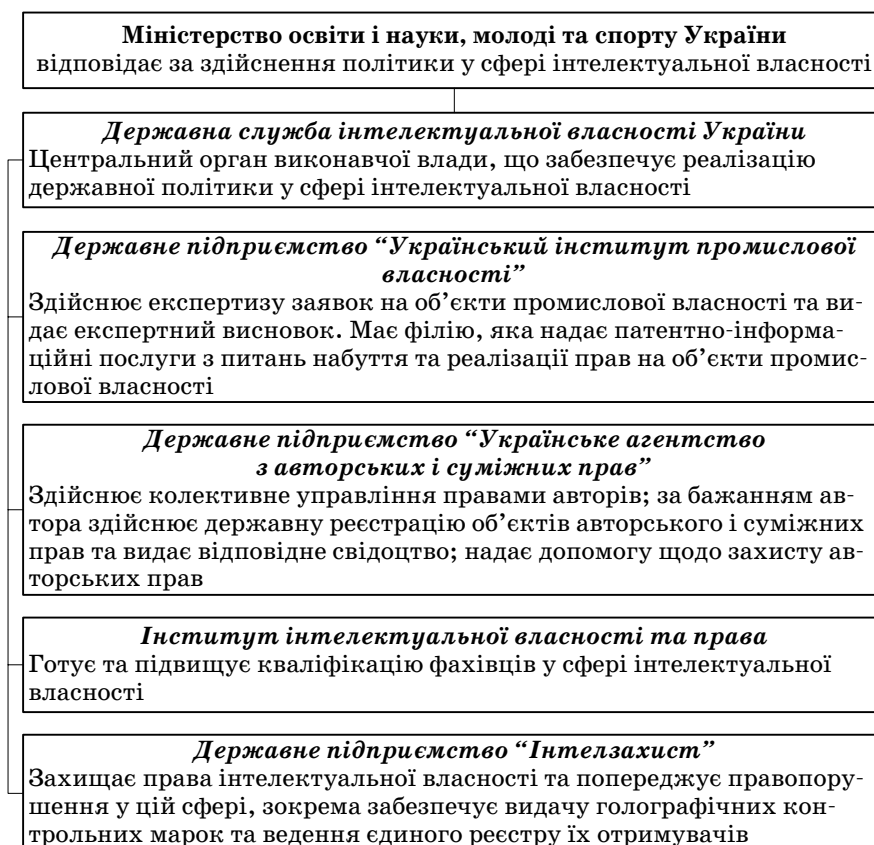 Міністерство освіти і науки, молоді та спорту України
відповідає за здійснення політики у сфері інтелектуальної власності
Державна служба інтелектуальної власності України
Центральний орган виконавчої влади, що забезпечує реалізацію
державної політики у сфері інтелектуальної власності
Державне підприємство “Український інститут промислової
власності”
Здійснює експертизу заявок на об’єкти промислової власності та ви-
дає експертний висновок. Має філію, яка надає патентно-інформа-
ційні послуги з питань набуття та реалізації прав на об’єкти промис-
лової власності
Державне підприємство “Українське агентство
з авторських і суміжних прав”
Здійснює колективне управління правами авторів; за бажанням ав-
тора здійснює державну реєстрацію об’єктів авторського і суміжних
прав та видає відповідне свідоцтво; надає допомогу щодо захисту ав-
торських прав
Інститут інтелектуальної власності та права
Готує та підвищує кваліфікацію фахівців у сфері інтелектуальної
власності
Державне підприємство “Інтелзахист”
Захищає права інтелектуальної власності та попереджує правопору-
шення у цій сфері, зокрема забезпечує видачу голографічних кон-
трольних марок та ведення єдиного реєстру їх отримувачів